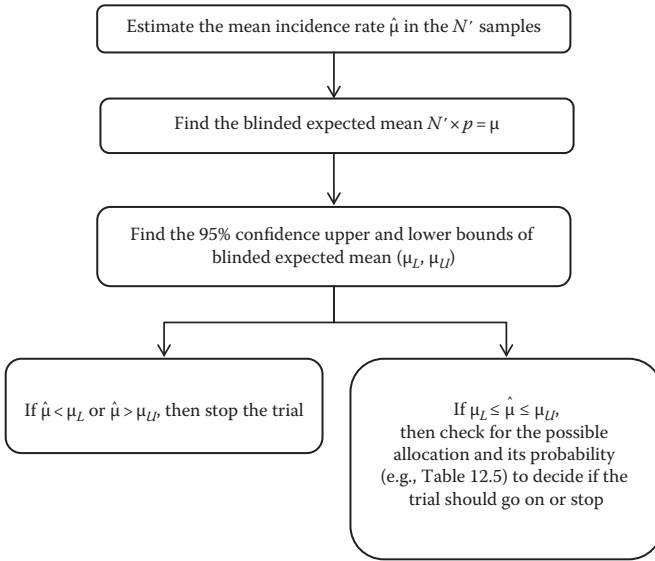 Estimate the mean incidence rate μ̂ in the N′ samples
Find the blinded expected mean N′ × p = μ
Find the 95% confidence upper and lower bounds of
blinded expected mean (μL, μU)
If μ̂ < μL or μ̂ > μU, then stop the trial
If μL ≤ μ̂ ≤ μU,
then check for the possible
allocation and its probability
(e.g., Table 12.5) to decide if the
trial should go on or stop